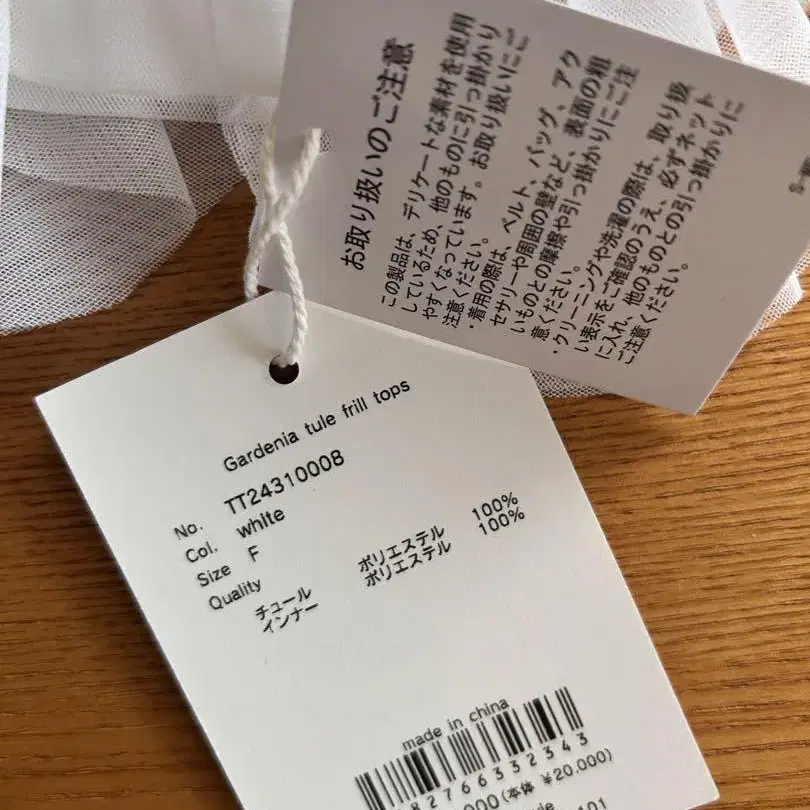 お取り扱いのご注意
この製品は、デリケートな素材を使用
しているため、他のものに引っ掛かり
やすくなっています。お取り扱いにご
注意ください。
・着用の際は、ベルト、バッグ、アク
セサリーや周囲の壁など、表面の粗
いものとの摩擦や引っ掛かりにご注
意ください。
・クリーニングや洗濯の際は、取り扱
い表示をご確認のうえ、必ずネット
に入れ、他のものとの引っ掛かりに
ご注意ください。
Gardenia tule frill tops
No. TT24310008
Col. white
Size F
Quality
チュール ポリエステル 100%
インナー ポリエステル 100%
made in china
82766332343
000(本体 ¥20,000)
101